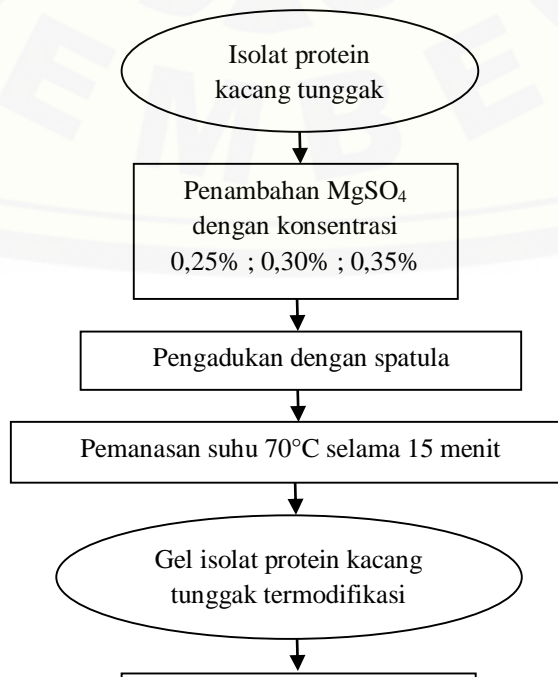 Isolat protein
kacang tunggak
Penambahan MgSO₄
dengan konsentrasi
0,25% ; 0,30% ; 0,35%
Pengadukan dengan spatula
Pemanasan suhu 70°C selama 15 menit
Gel isolat protein kacang
tunggak termodifikasi